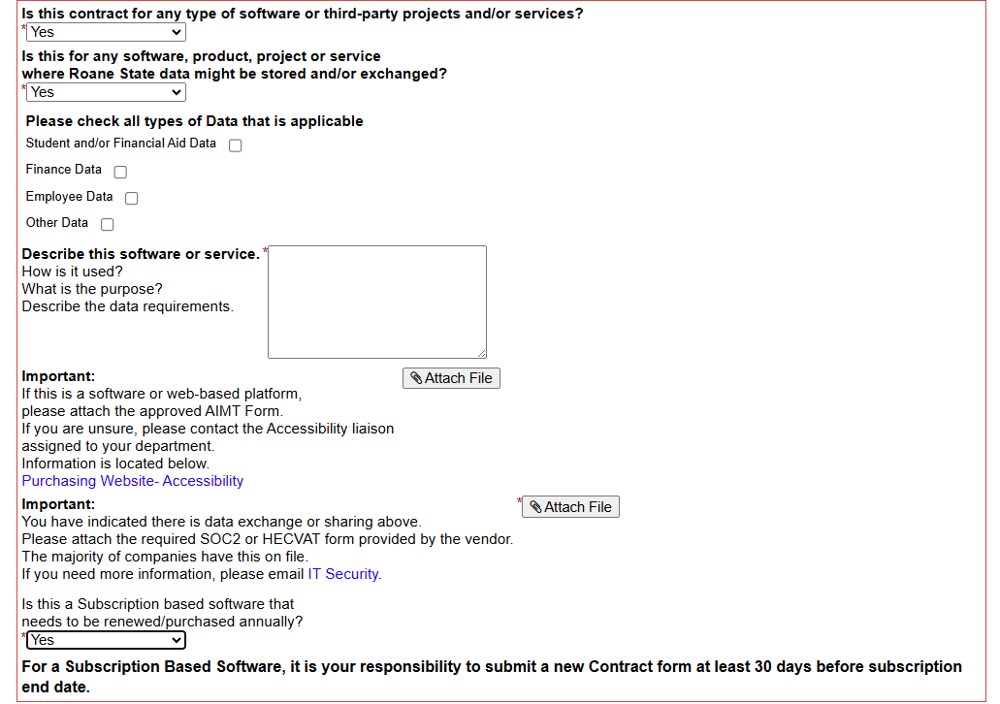 Is this contract for any type of software or third-party projects and/or services?
*Yes
Is this for any software, product, project or service
where Roane State data might be stored and/or exchanged?
*Yes
Please check all types of Data that is applicable
Student and/or Financial Aid Data
Finance Data
Employee Data
Other Data
Describe this software or service. *
How is it used?
What is the purpose?
Describe the data requirements.
Important:
Attach File
If this is a software or web-based platform,
please attach the approved AIMT Form.
If you are unsure, please contact the Accessibility liaison
assigned to your department.
Information is located below.
Purchasing Website- Accessibility
Important:
* Attach File
You have indicated there is data exchange or sharing above.
Please attach the required SOC2 or HECVAT form provided by the vendor.
The majority of companies have this on file.
If you need more information, please email IT Security.
Is this a Subscription based software that
needs to be renewed/purchased annually?
*Yes
For a Subscription Based Software, it is your responsibility to submit a new Contract form at least 30 days before subscription
end date.